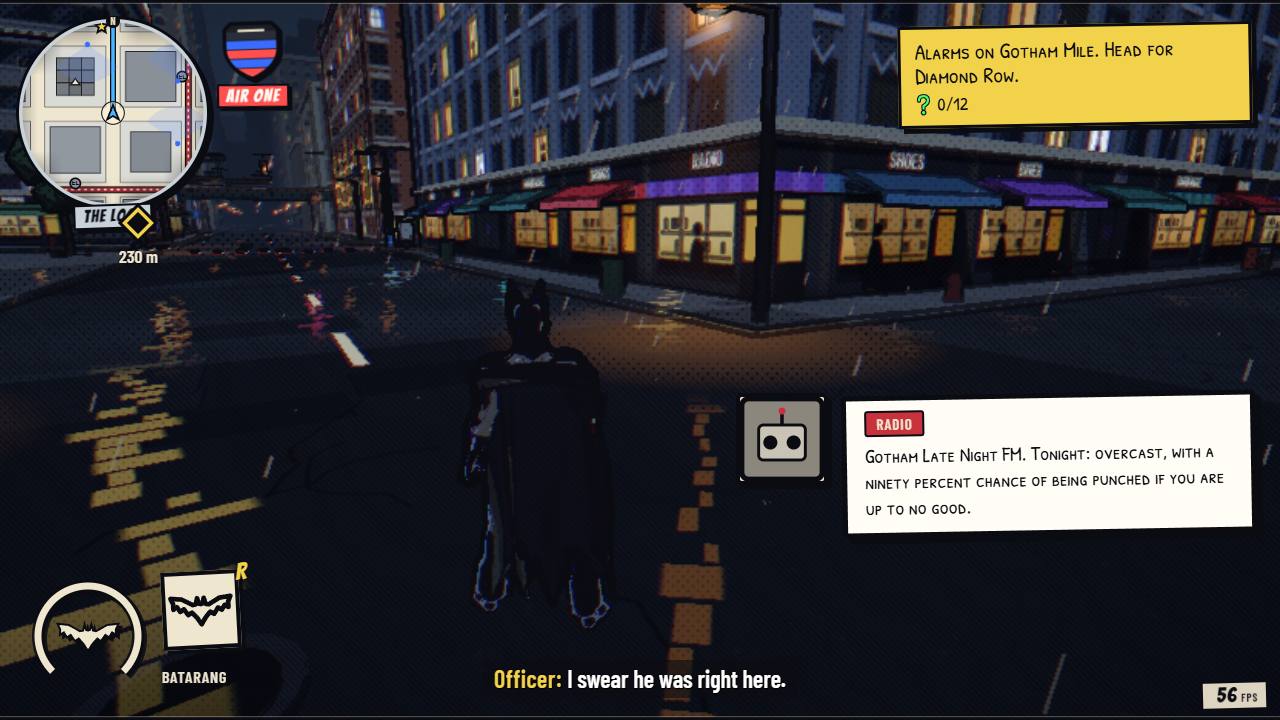 N
AIR ONE
THE LO
230 m
ALARMS ON GOTHAM MILE. HEAD FOR
DIAMOND ROW.
? 0/12
RADIO
SHOES
RADIO
GOTHAM LATE NIGHT FM. TONIGHT: OVERCAST, WITH A
NINETY PERCENT CHANCE OF BEING PUNCHED IF YOU ARE
UP TO NO GOOD.
R
BATARANG
Officer: I swear he was right here.
56 FPS